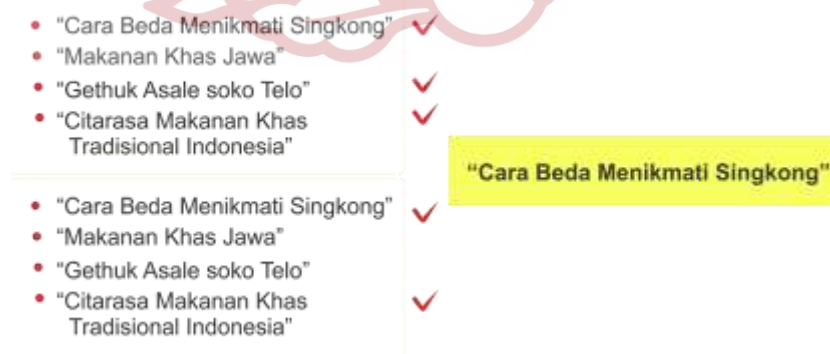 • "Cara Beda Menikmati Singkong" ✓
• "Makanan Khas Jawa"
• "Gethuk Asale soko Telo" ✓
• "Citarasa Makanan Khas ✓
Tradisional Indonesia"
"Cara Beda Menikmati Singkong"
• "Cara Beda Menikmati Singkong" ✓
• "Makanan Khas Jawa"
• "Gethuk Asale soko Telo"
• "Citarasa Makanan Khas ✓
Tradisional Indonesia"